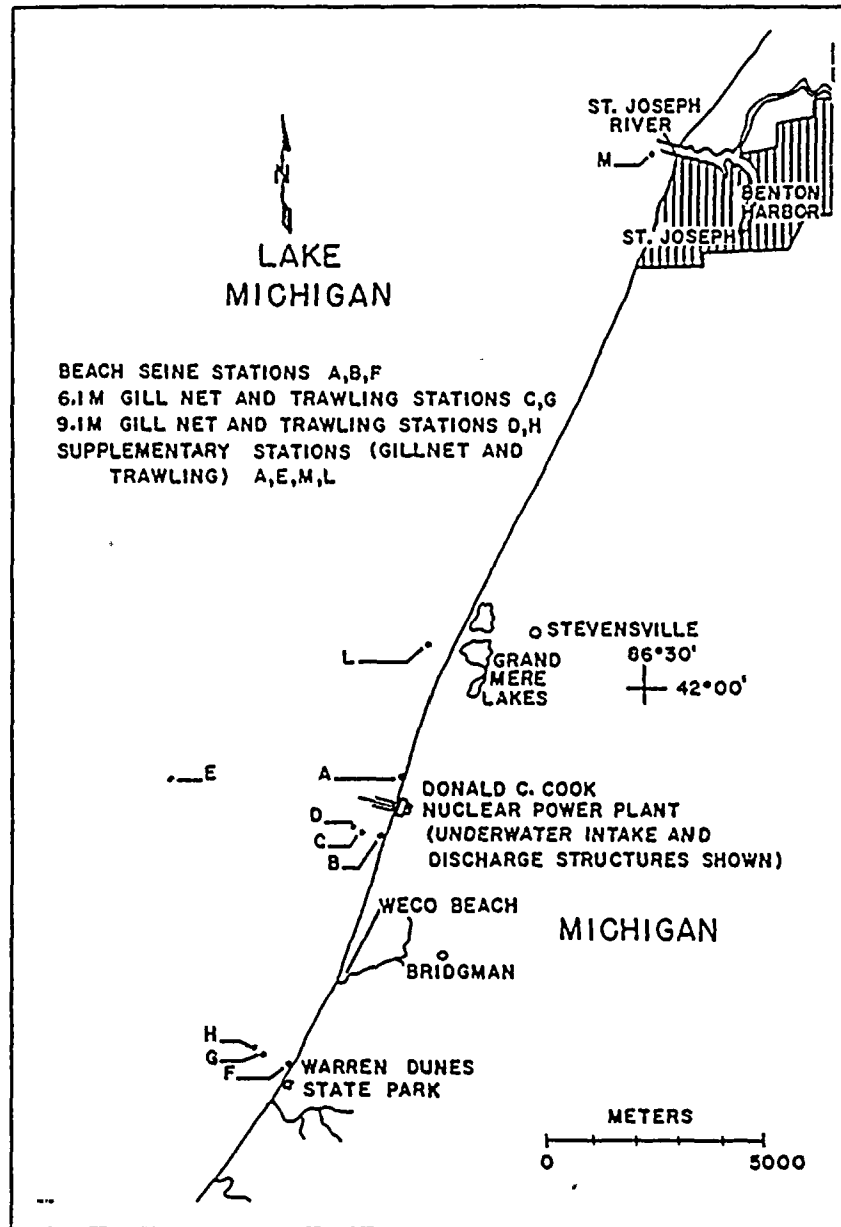 ST. JOSEPH
RIVER
M
BENTON
HARBOR
ST. JOSEPH
N
LAKE
MICHIGAN
BEACH SEINE STATIONS A,B,F
6.1M GILL NET AND TRAWLING STATIONS C,G
9.1M GILL NET AND TRAWLING STATIONS D,H
SUPPLEMENTARY STATIONS (GILLNET AND
TRAWLING) A,E,M,L
STEVENSVILLE
L
GRAND
MERE
LAKES
86°30'
42°00'
E
A
DONALD C. COOK
NUCLEAR POWER PLANT
(UNDERWATER INTAKE AND
DISCHARGE STRUCTURES SHOWN)
D
C
B
WECO BEACH
MICHIGAN
BRIDGMAN
H
G
F
WARREN DUNES
STATE PARK
METERS
0 5000